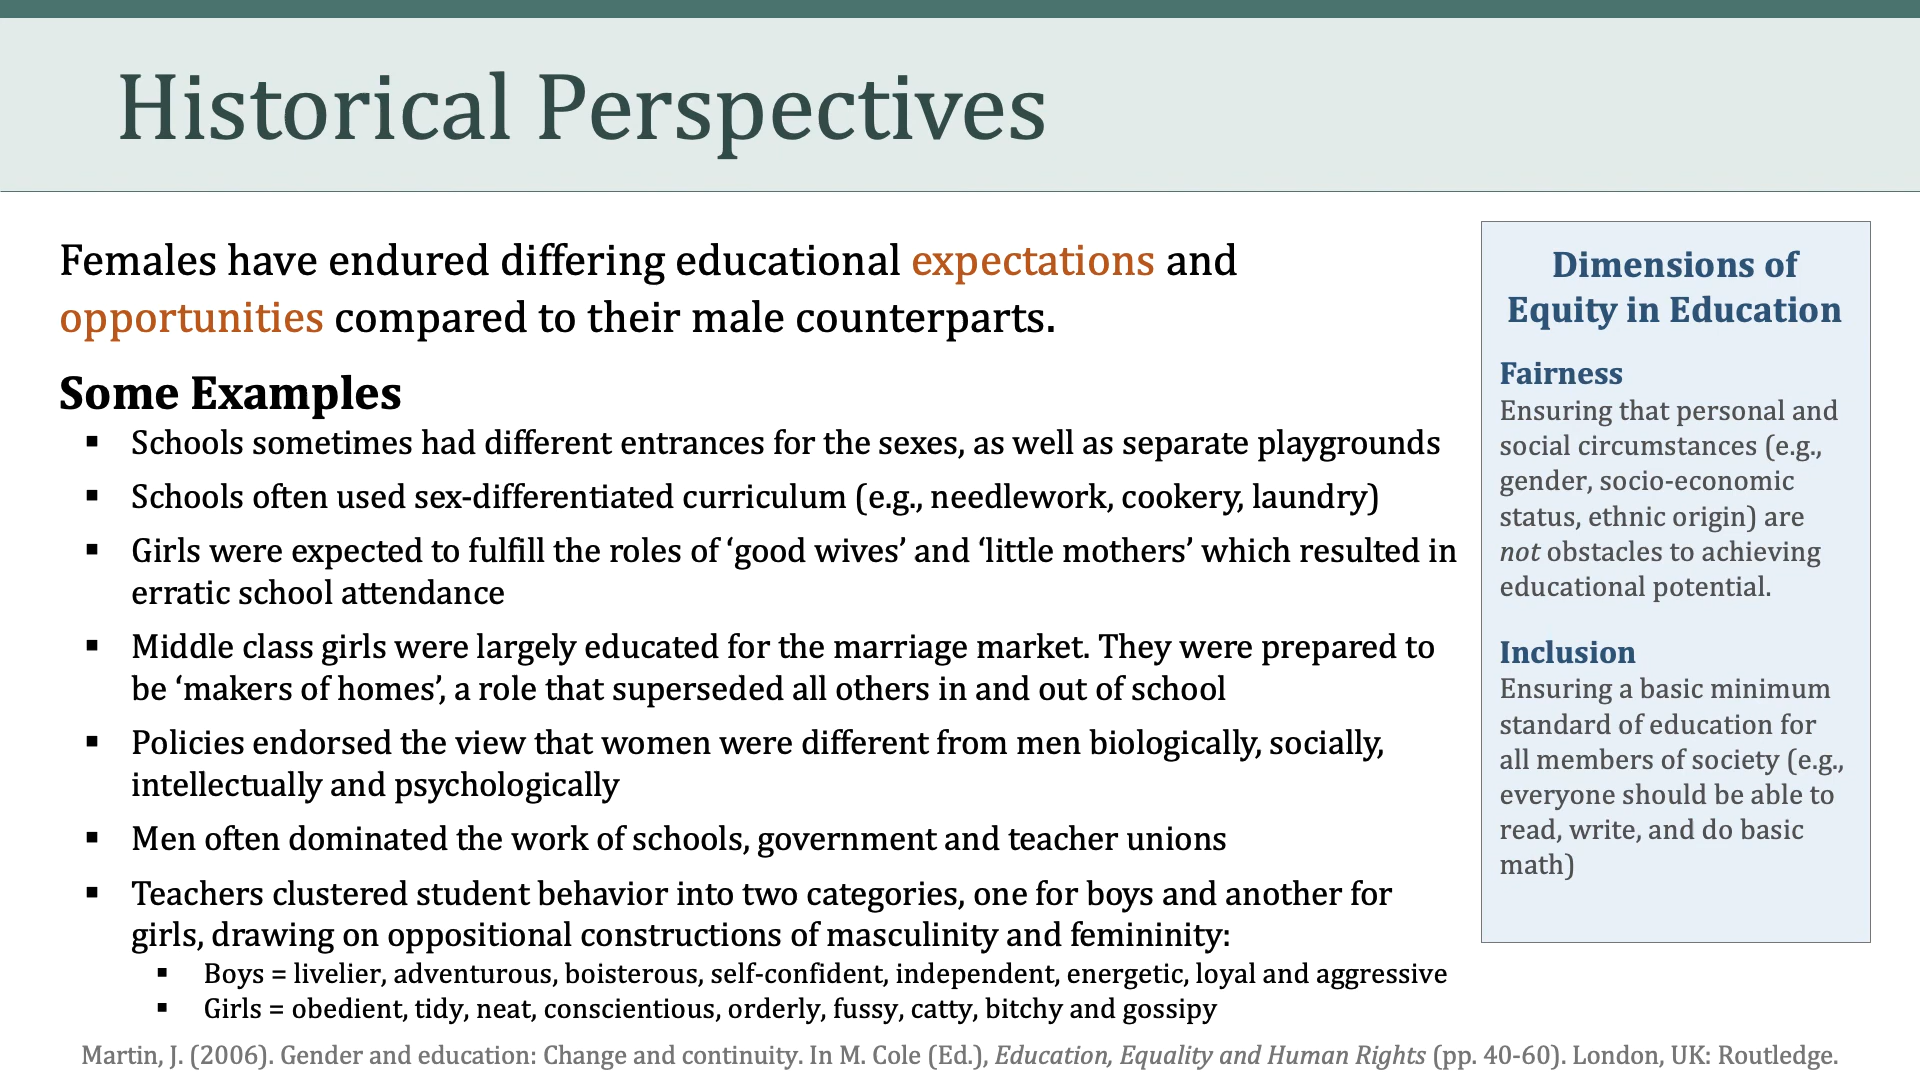 Historical Perspectives
Females have endured differing educational expectations and
opportunities compared to their male counterparts.
Some Examples
▪ Schools sometimes had different entrances for the sexes, as well as separate playgrounds
▪ Schools often used sex-differentiated curriculum (e.g., needlework, cookery, laundry)
▪ Girls were expected to fulfill the roles of ‘good wives’ and ‘little mothers’ which resulted in
erratic school attendance
▪ Middle class girls were largely educated for the marriage market. They were prepared to
be ‘makers of homes’, a role that superseded all others in and out of school
▪ Policies endorsed the view that women were different from men biologically, socially,
intellectually and psychologically
▪ Men often dominated the work of schools, government and teacher unions
▪ Teachers clustered student behavior into two categories, one for boys and another for
girls, drawing on oppositional constructions of masculinity and femininity:
▪ Boys = livelier, adventurous, boisterous, self-confident, independent, energetic, loyal and aggressive
▪ Girls = obedient, tidy, neat, conscientious, orderly, fussy, catty, bitchy and gossipy
Dimensions of
Equity in Education
Fairness
Ensuring that personal and
social circumstances (e.g.,
gender, socio-economic
status, ethnic origin) are
not obstacles to achieving
educational potential.
Inclusion
Ensuring a basic minimum
standard of education for
all members of society (e.g.,
everyone should be able to
read, write, and do basic
math)
Martin, J. (2006). Gender and education: Change and continuity. In M. Cole (Ed.), Education, Equality and Human Rights (pp. 40-60). London, UK: Routledge.